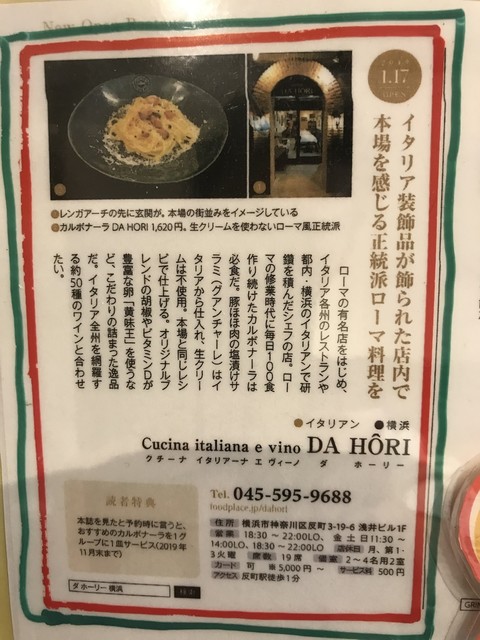 New Open Restaurant
2019
1.17
OPEN
イタリア装飾品が飾られた店内で
本場を感じる正統派ローマ料理を
DA HORI
●レンガアーチの先に玄関が。本場の街並みをイメージしている
●カルボナーラ DA HORI 1,620円。生クリームを使わないローマ風正統派
ローマの有名店をはじめ、
イタリア各州のレストランや
都内・横浜のイタリアンで研
鑽を積んだシェフの店。ロー
マの修業時代に毎日100食
作り続けたカルボナーラは
必食だ。豚ほほ肉の塩漬けサ
ラミ(グアンチャーレ)はイ
タリアから仕入れ、生クリー
ムは不使用。本場と同じレシ
ピで仕上げる。オリジナルブ
レンドの胡椒やビタミンDが
豊富な卵「黄味王」を使うな
ど、こだわりの詰まった逸品
だ。イタリア全州を網羅す
る約50種のワインと合わせ
たい。
●イタリアン ●横浜
Cucina italiana e vino DA HÔRI
クチーナ イタリアーナ エ ヴィーノ ダ ホーリー
読者特典
本誌を見たと予約時に言うと、
おすすめのカルボナーラを1グ
ループに1皿サービス(2019年
11月末まで)
ダ ホーリー 横浜
検索
Tel. 045-595-9688
foodplace.jp/dahori
住所 横浜市神奈川区反町3-19-6 浅井ビル1F
営業 18:30 ～ 22:00LO、金 土 日 11:30 ～
14:00LO、18:30 ～ 22:00LO 店休日 月、第1・
3火曜 席数 19席 個室 2～4名用2室
カード 可 ￥5,000円 ～ サービス料 500円
アクセス 反町駅徒歩1分